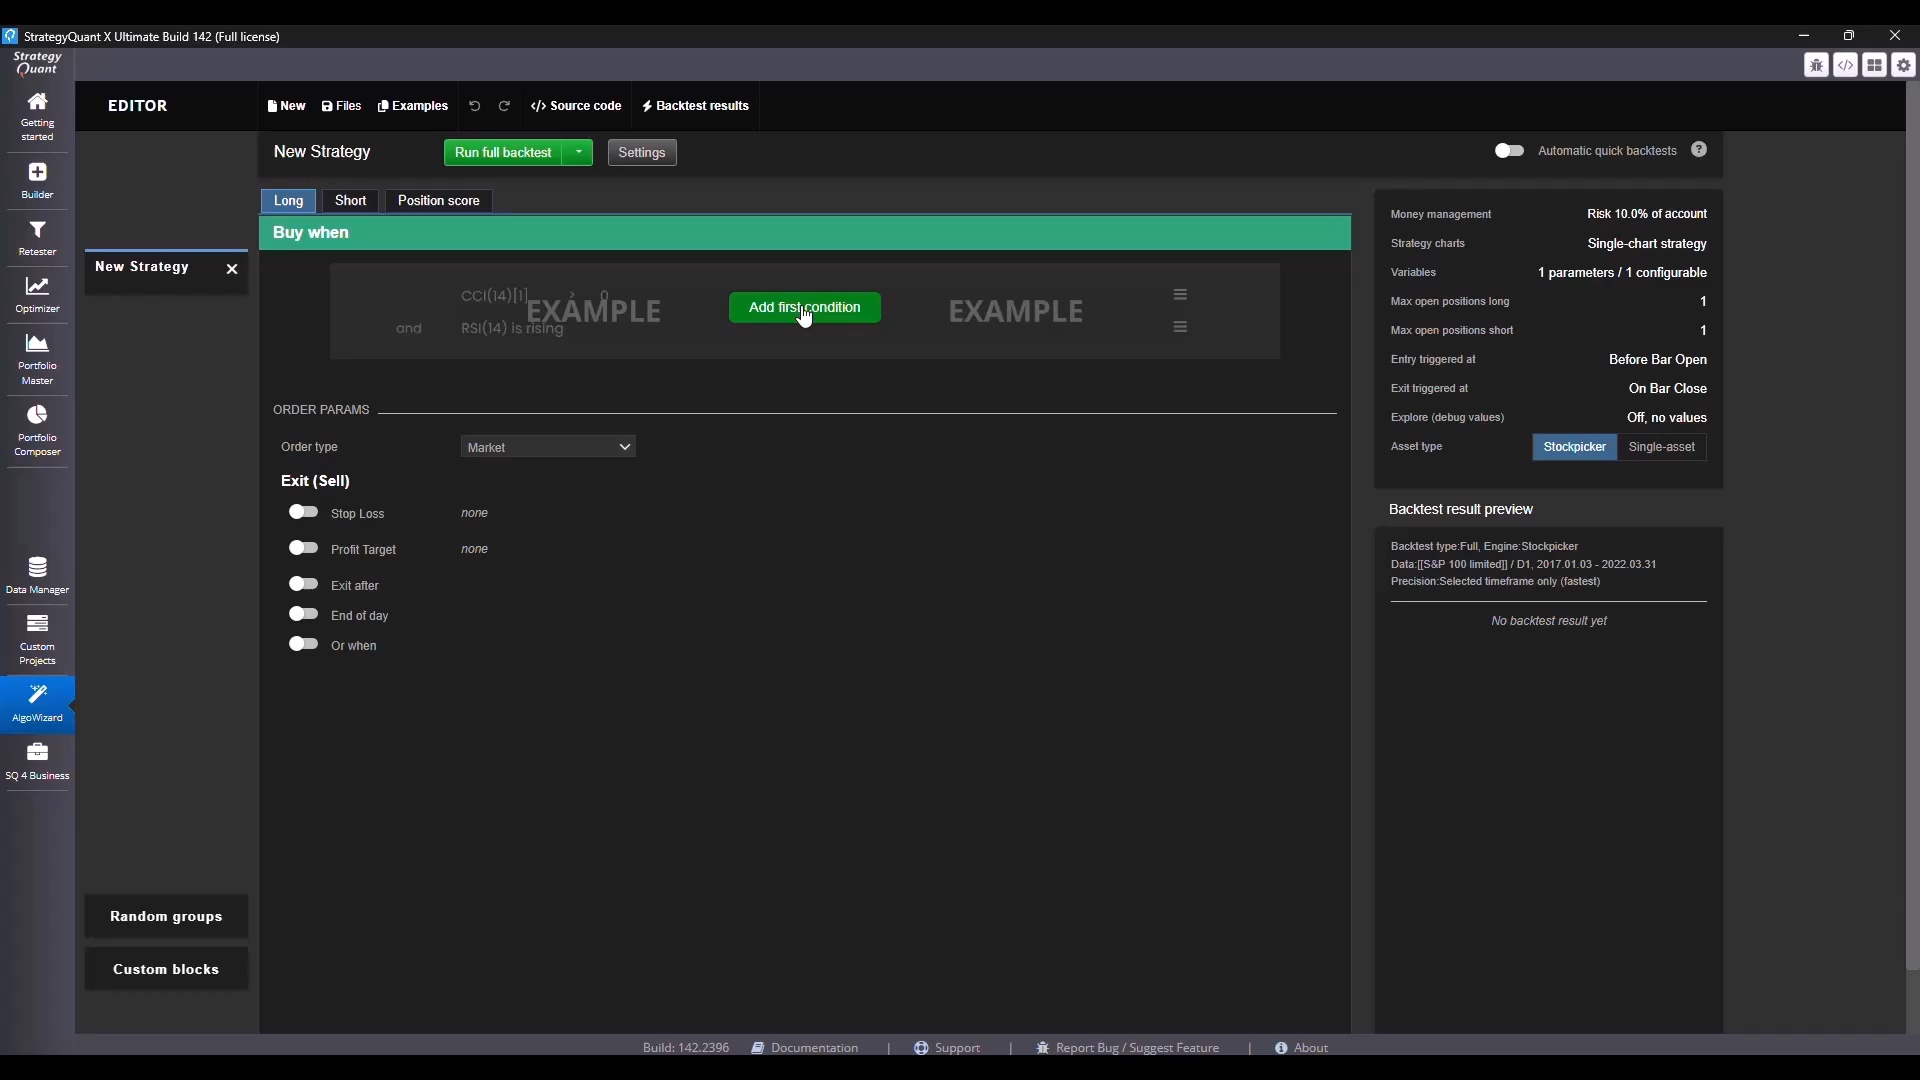 StrategyQuant X Ultimate Build 142 (Full license)
Strategy
Quant
EDITOR
New
Files
Examples
</> Source code
Backtest results
Getting
started
Builder
Retester
Optimizer
Portfolio
Master
Portfolio
Composer
Data Manager
Custom
Projects
AlgoWizard
SQ 4 Business
New Strategy
Random groups
Custom blocks
New Strategy
Run full backtest
Settings
Automatic quick backtests
?
Long
Short
Position score
Buy when
CCI(14)[1] > 0
EXAMPLE
Add first condition
EXAMPLE
and RSI(14) is rising
ORDER PARAMS
Order type Market
Exit (Sell)
Stop Loss none
Profit Target none
Exit after
End of day
Or when
Money management Risk 10.0% of account
Strategy charts Single-chart strategy
Variables 1 parameters / 1 configurable
Max open positions long 1
Max open positions short 1
Entry triggered at Before Bar Open
Exit triggered at On Bar Close
Explore (debug values) Off, no values
Asset type Stockpicker Single-asset
Backtest result preview
Backtest type:Full, Engine:Stockpicker
Data:[[S&P 100 limited]] / D1, 2017.01.03 - 2022.03.31
Precision:Selected timeframe only (fastest)
No backtest result yet
Build: 142.2396 Documentation | Support | Report Bug / Suggest Feature | About